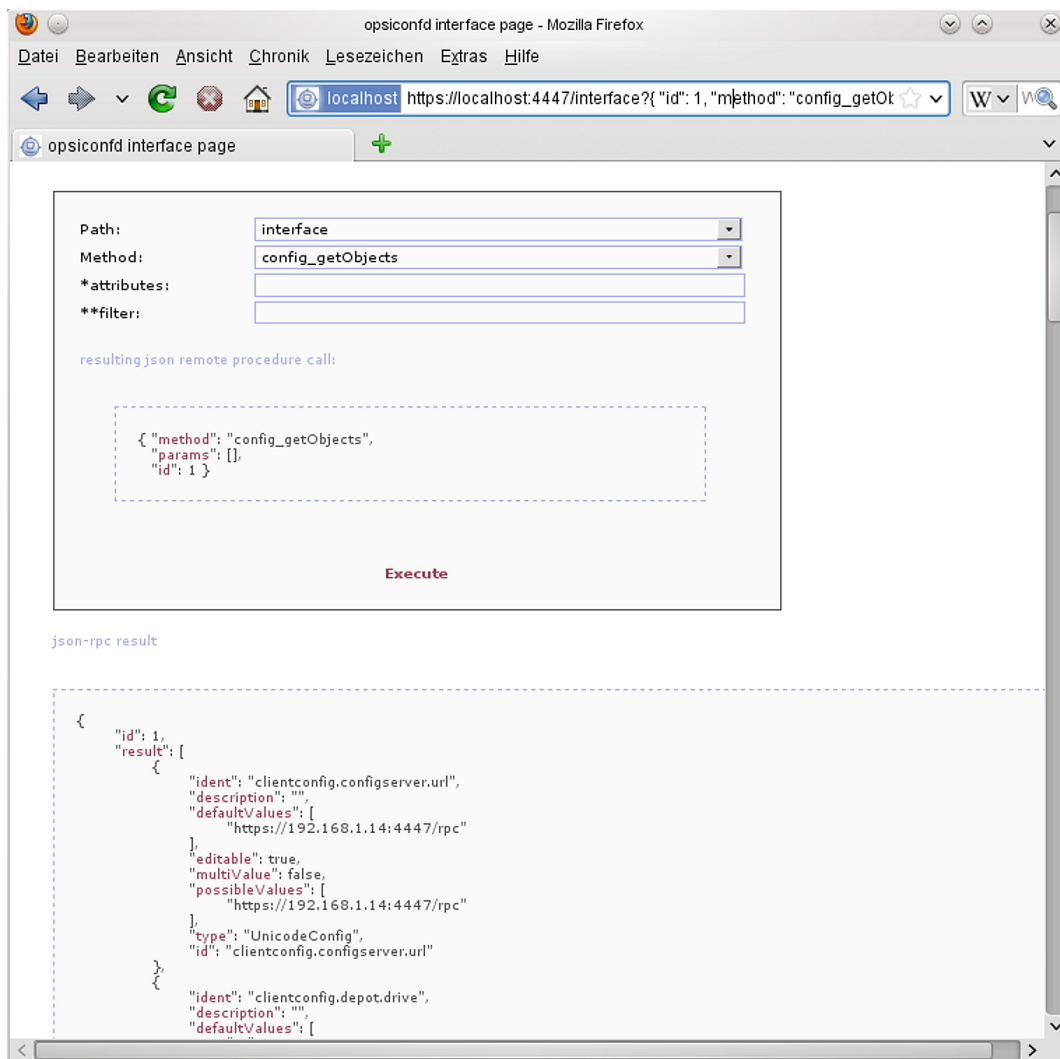 opsiconfd interface page - Mozilla Firefox
Datei Bearbeiten Ansicht Chronik Lesezeichen Extras Hilfe
localhost https://localhost:4447/interface?{ "id": 1, "method": "config_getOb
W
opsiconfd interface page
Path: interface
Method: config_getObjects
*attributes:
**filter:
resulting json remote procedure call:
{ "method": "config_getObjects",
"params": [],
"id": 1 }
Execute
json-rpc result
{
"id": 1,
"result": [
{
"ident": "clientconfig.configserver.url",
"description": "",
"defaultValues": [
"https://192.168.1.14:4447/rpc"
],
"editable": true,
"multiValue": false,
"possibleValues": [
"https://192.168.1.14:4447/rpc"
],
"type": "UnicodeConfig",
"id": "clientconfig.configserver.url"
},
{
"ident": "clientconfig.depot.drive",
"description": "",
"defaultValues": [